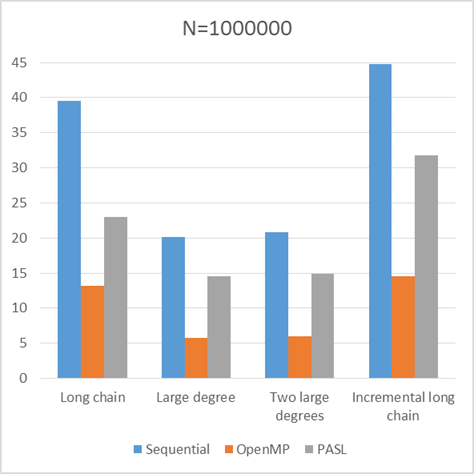 N=1000000
45
40
35
30
25
20
15
10
5
0
Long chain
Large degree
Two large
degrees
Incremental long
chain
Sequential
OpenMP
PASL